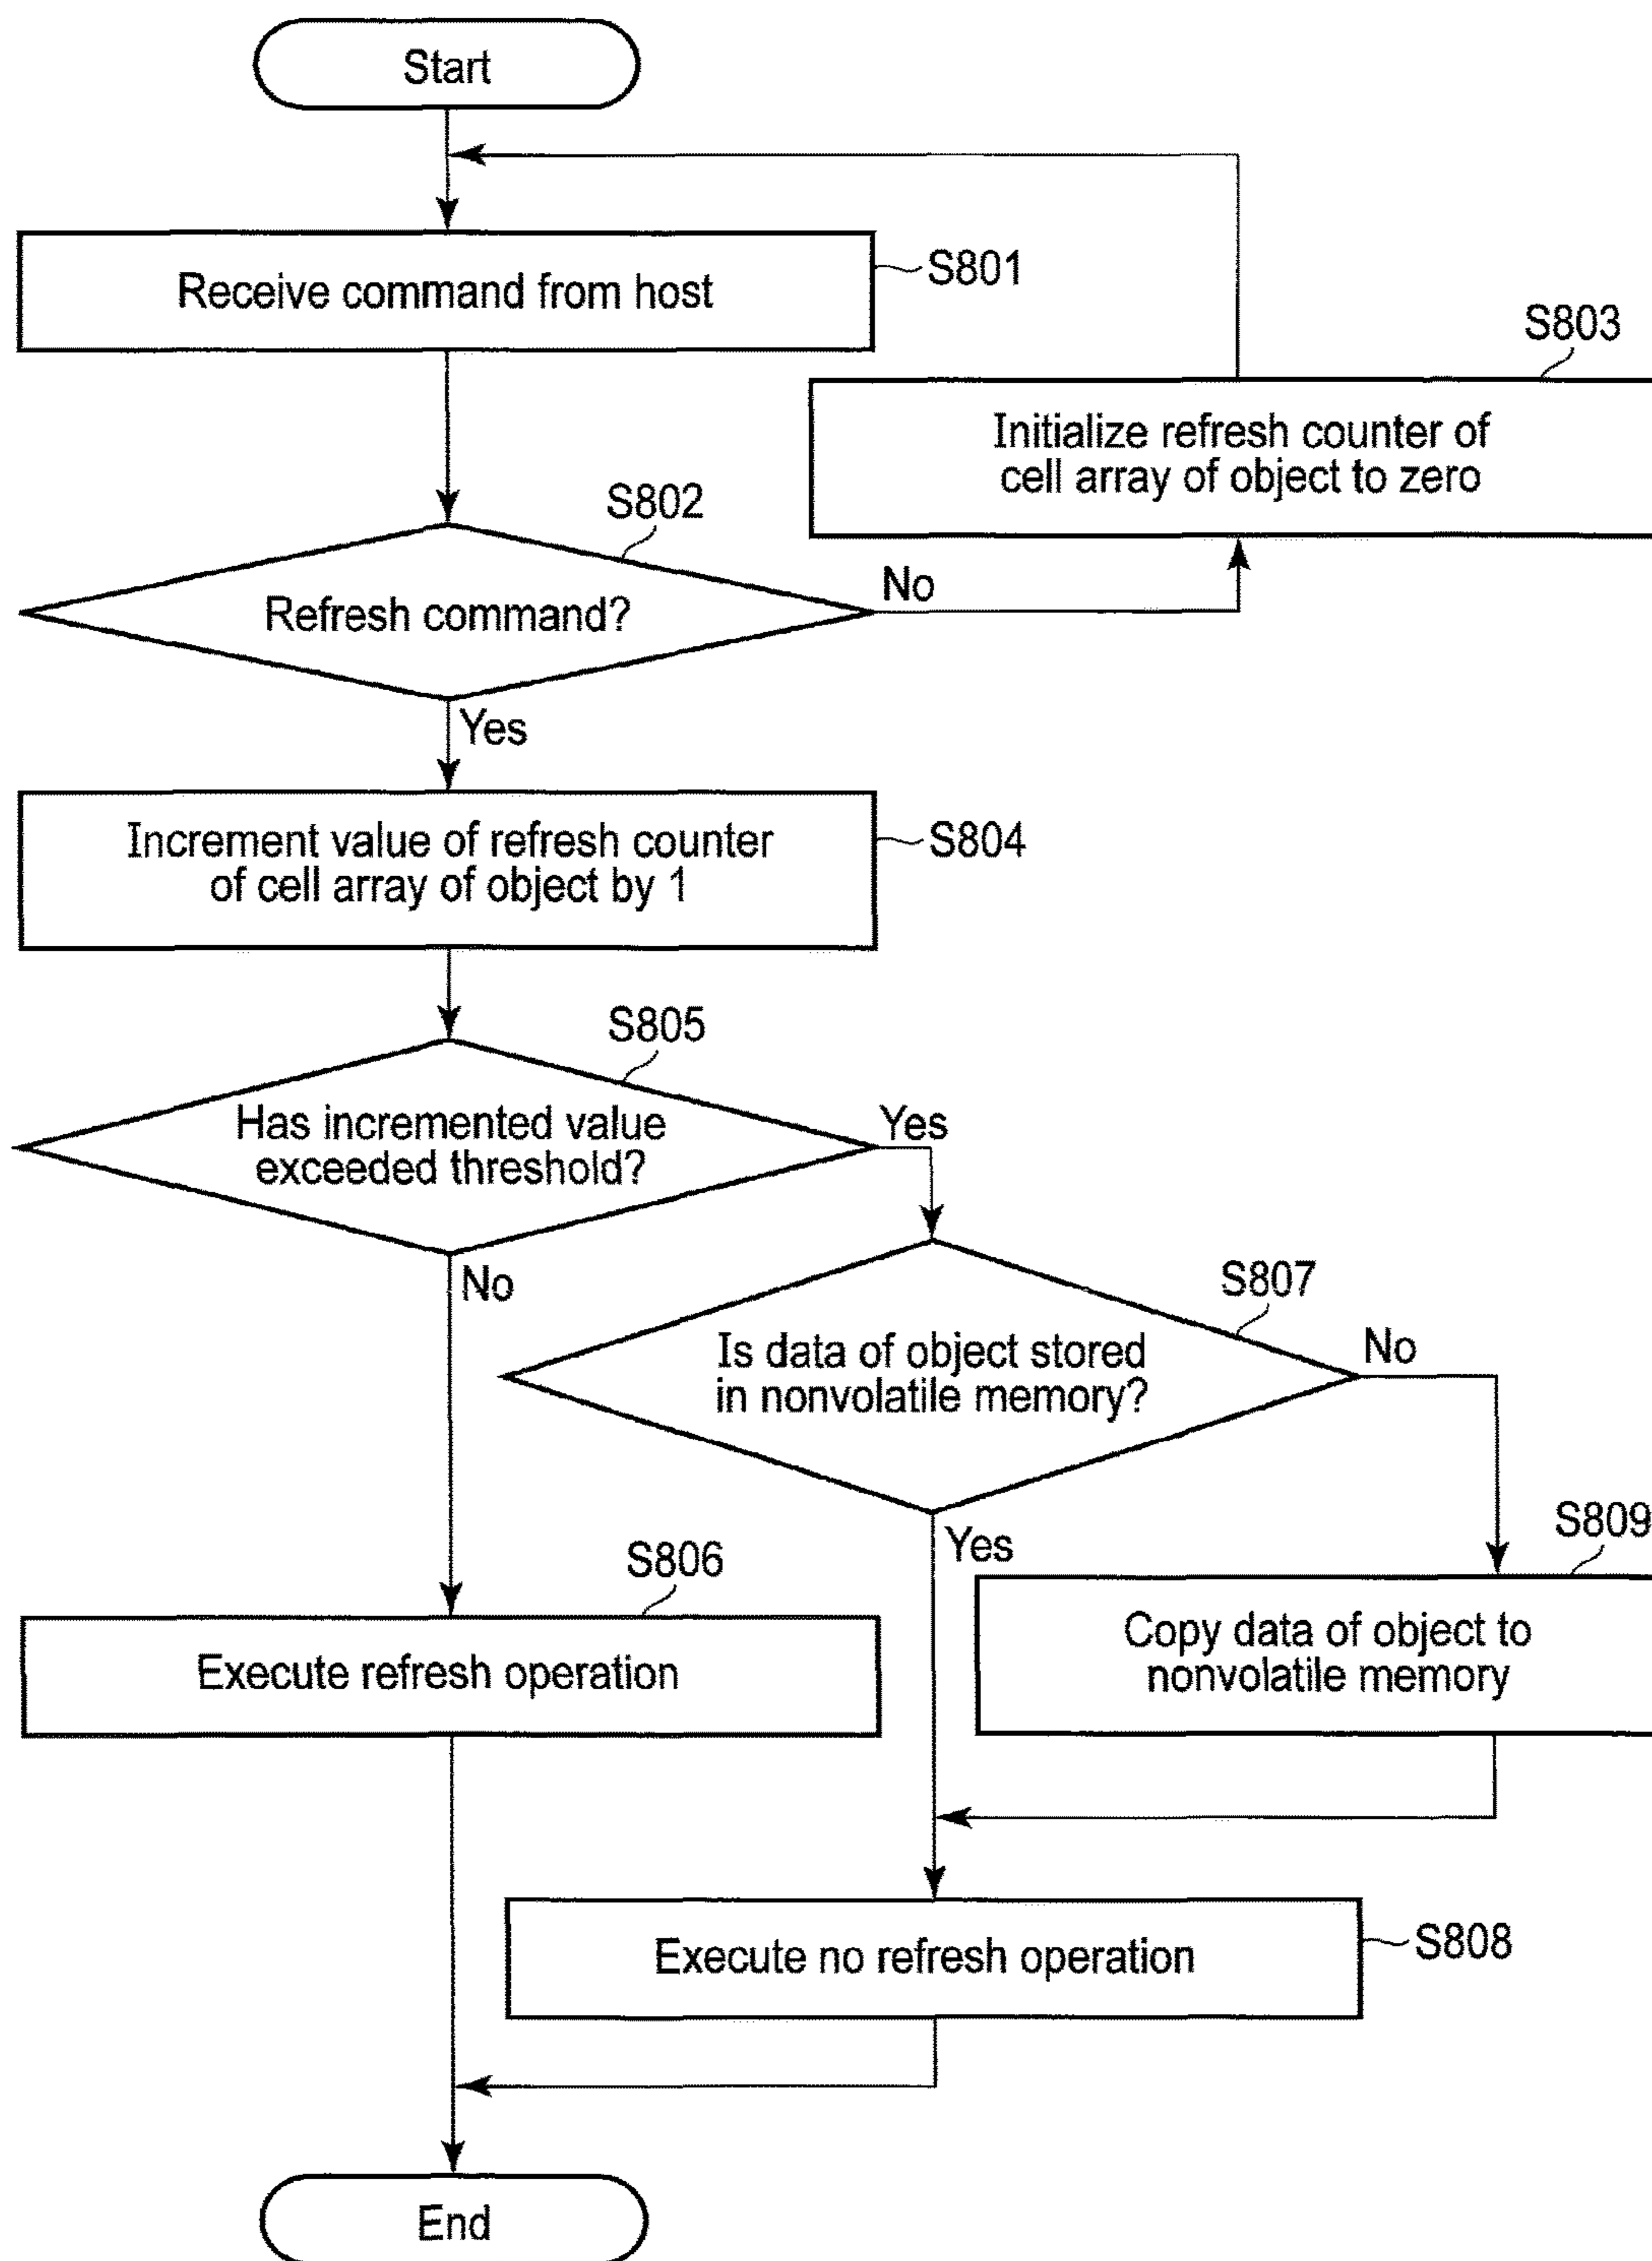 Start
Receive command from host
S801
S803
Initialize refresh counter of
cell array of object to zero
S802
Refresh command?
No
Yes
Increment value of refresh counter
of cell array of object by 1
S804
S805
Has incremented value
exceeded threshold?
Yes
No
S807
Is data of object stored
in nonvolatile memory?
No
Yes
S809
Copy data of object to
nonvolatile memory
S806
Execute refresh operation
Execute no refresh operation
S808
End